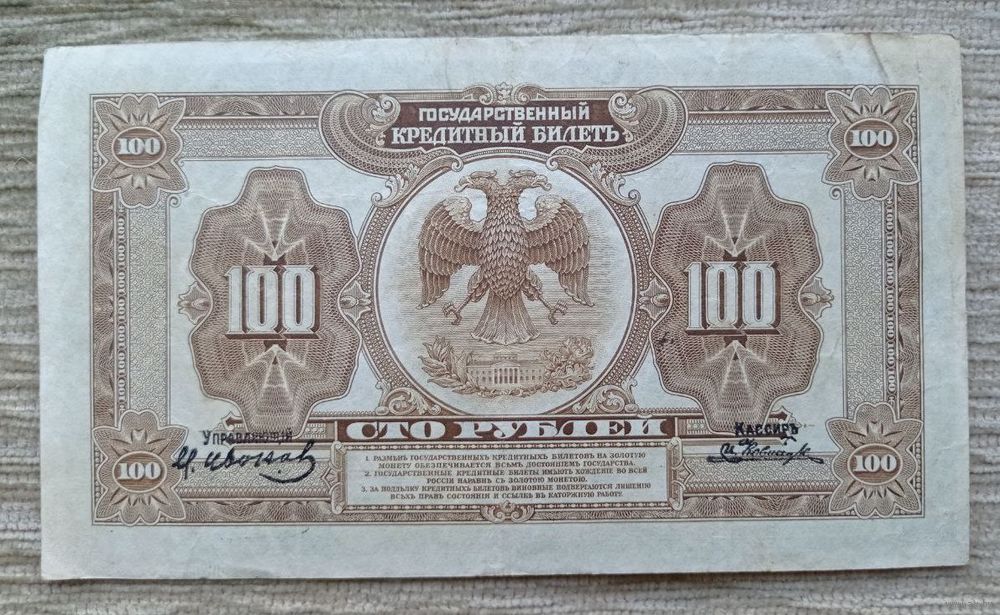 ГОСУДАРСТВЕННЫЙ
КРЕДИТНЫЙ БИЛЕТЪ
100 100
100 100
СТО РУБЛЕЙ
Управляющій Кассиръ
1. РАЗМѢНЪ ГОСУДАРСТВЕННЫХЪ КРЕДИТНЫХЪ БИЛЕТОВЪ НА ЗОЛОТУЮ
МОНЕТУ ОБЕЗПЕЧИВАЕТСЯ ВСѢМЪ ДОСТОЯНІЕМЪ ГОСУДАРСТВА.
2. ГОСУДАРСТВЕННЫЕ КРЕДИТНЫЕ БИЛЕТЫ ИМѢЮТЪ ХОЖДЕНІЕ ВО ВСЕЙ
РОССІИ НАРАВНѢ СЪ ЗОЛОТОЮ МОНЕТОЮ.
3. ЗА ПОДДѢЛКУ КРЕДИТНЫХЪ БИЛЕТОВЪ ВИНОВНЫЕ ПОДВЕРГАЮТСЯ ЛИШЕНІЮ
ВСѢХЪ ПРАВЪ СОСТОЯНІЯ И ССЫЛКѢ ВЪ КАТОРЖНУЮ РАБОТУ.
100 100